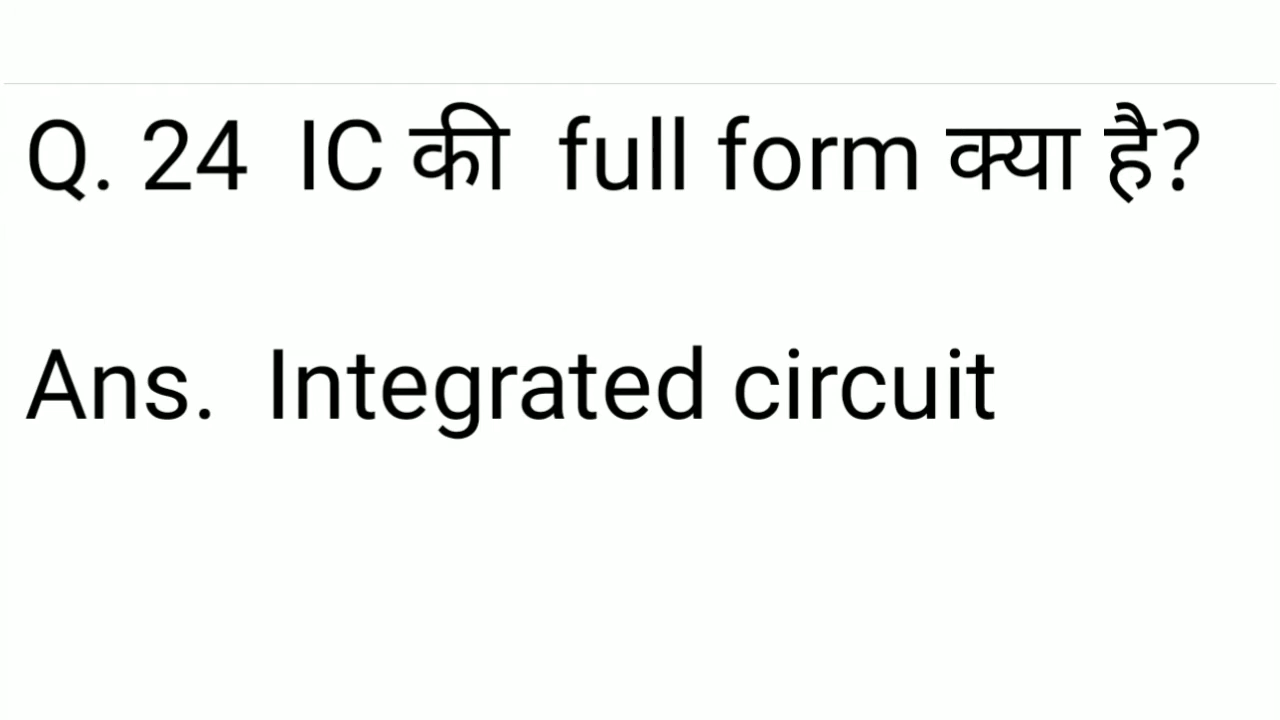 Q. 24 IC की full form क्या है?
Ans. Integrated circuit